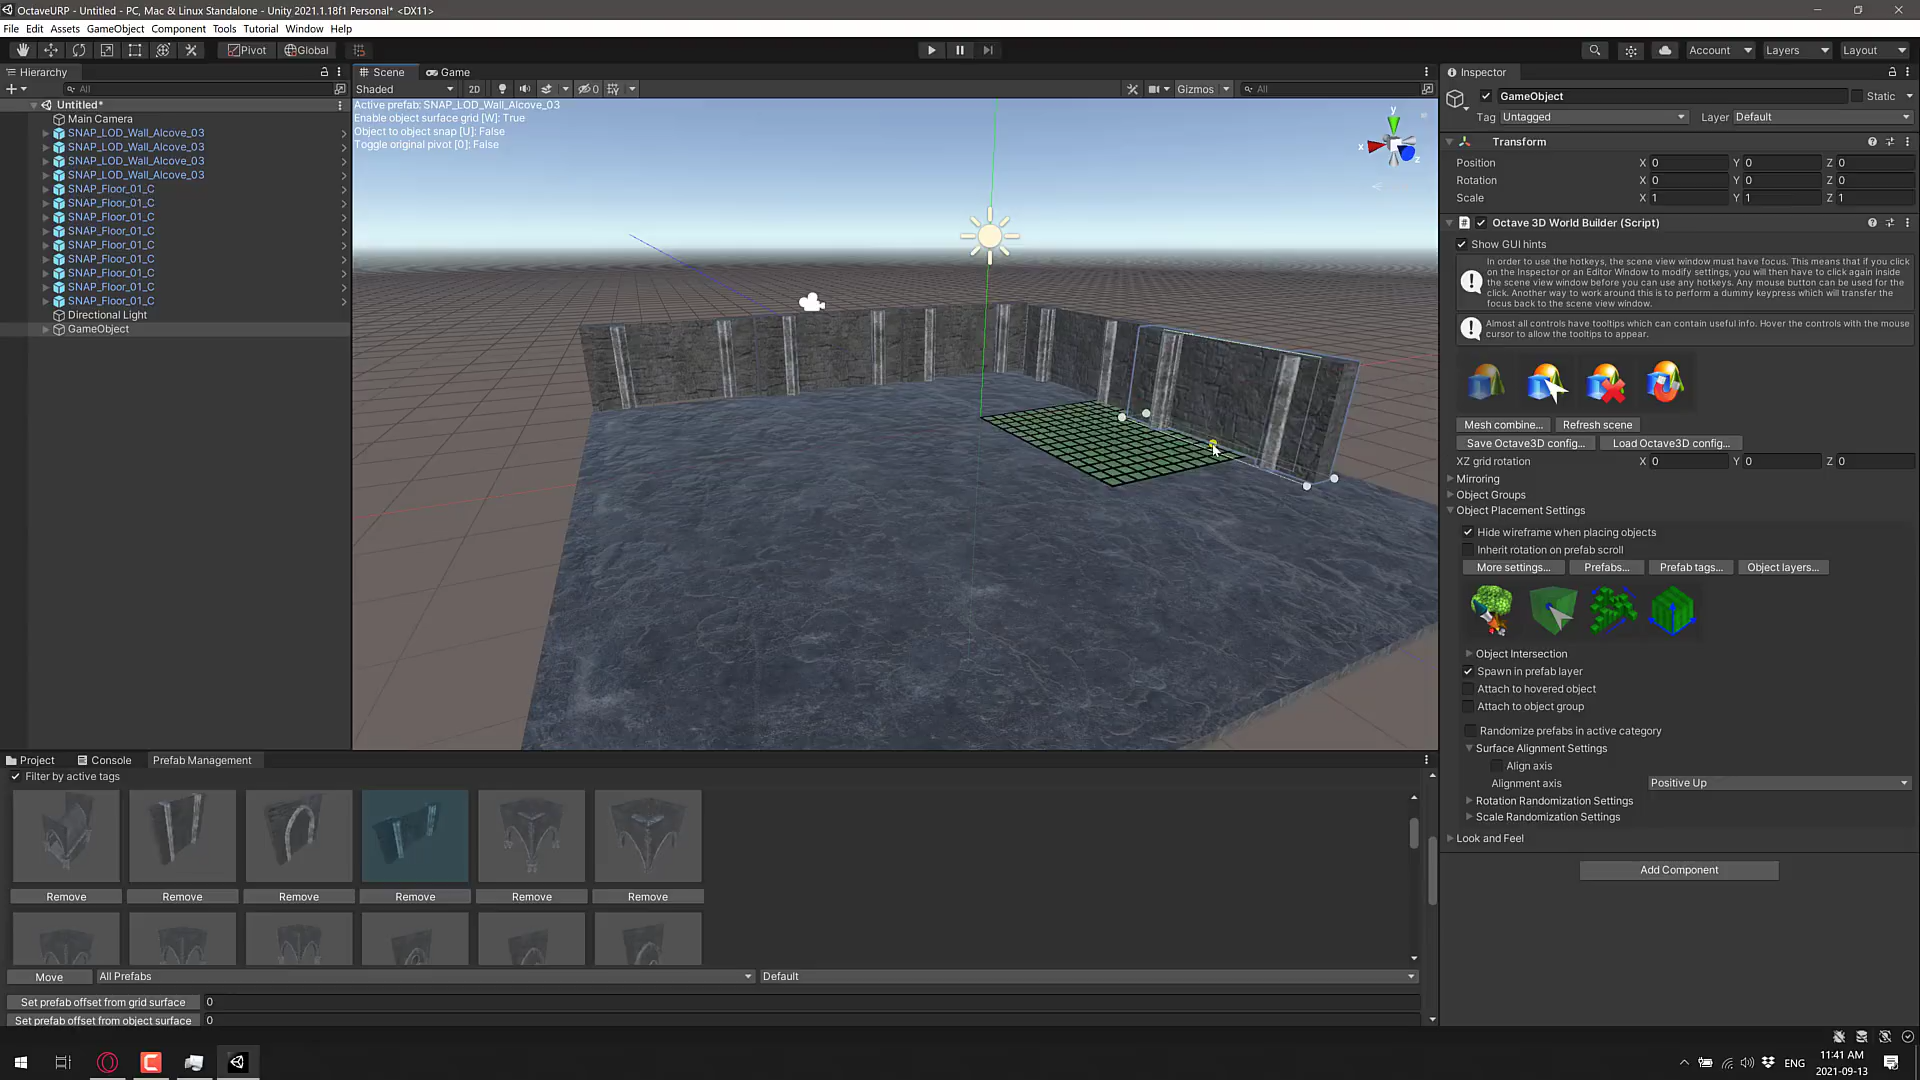 OctaveURP - Untitled - PC, Mac & Linux Standalone - Unity 2021.1.18f1 Personal* <DX11>
File Edit Assets GameObject Component Tools Tutorial Window Help
Pivot Global Account Layers Layout
Hierarchy
All
Untitled*
Main Camera
SNAP_LOD_Wall_Alcove_03
SNAP_LOD_Wall_Alcove_03
SNAP_LOD_Wall_Alcove_03
SNAP_LOD_Wall_Alcove_03
SNAP_Floor_01_C
SNAP_Floor_01_C
SNAP_Floor_01_C
SNAP_Floor_01_C
SNAP_Floor_01_C
SNAP_Floor_01_C
SNAP_Floor_01_C
SNAP_Floor_01_C
SNAP_Floor_01_C
Directional Light
GameObject
Scene Game
Shaded 2D 0 Gizmos All
Active prefab: SNAP_LOD_Wall_Alcove_03
Enable object surface grid [W]: True
Object to object snap [U]: False
Toggle original pivot [0]: False
y
x
z
Inspector
GameObject Static
Tag Untagged Layer Default
Transform
Position X 0 Y 0 Z 0
Rotation X 0 Y 0 Z 0
Scale X 1 Y 1 Z 1
Octave 3D World Builder (Script)
Show GUI hints
In order to use the hotkeys, the scene view window must have focus. This means that if you click
on the Inspector or an Editor Window to modify settings, you will then have to click again inside
the scene view window before you can use any hotkeys. Any mouse button can be used for the
click. Another way to work around this is to perform a dummy keypress which will transfer the
focus back to the scene view window.
Almost all controls have tooltips which can contain useful info. Hover the controls with the mouse
cursor to allow the tooltips to appear.
Mesh combine... Refresh scene
Save Octave3D config... Load Octave3D config...
XZ grid rotation X 0 Y 0 Z 0
Mirroring
Object Groups
Object Placement Settings
Hide wireframe when placing objects
Inherit rotation on prefab scroll
More settings... Prefabs... Prefab tags... Object layers...
Object Intersection
Spawn in prefab layer
Attach to hovered object
Attach to object group
Randomize prefabs in active category
Surface Alignment Settings
Align axis
Alignment axis Positive Up
Rotation Randomization Settings
Scale Randomization Settings
Look and Feel
Add Component
Project Console Prefab Management
Filter by active tags
Remove Remove Remove Remove Remove Remove
Move All Prefabs Default
Set prefab offset from grid surface 0
Set prefab offset from object surface 0
ENG
11:41 AM
2021-09-13